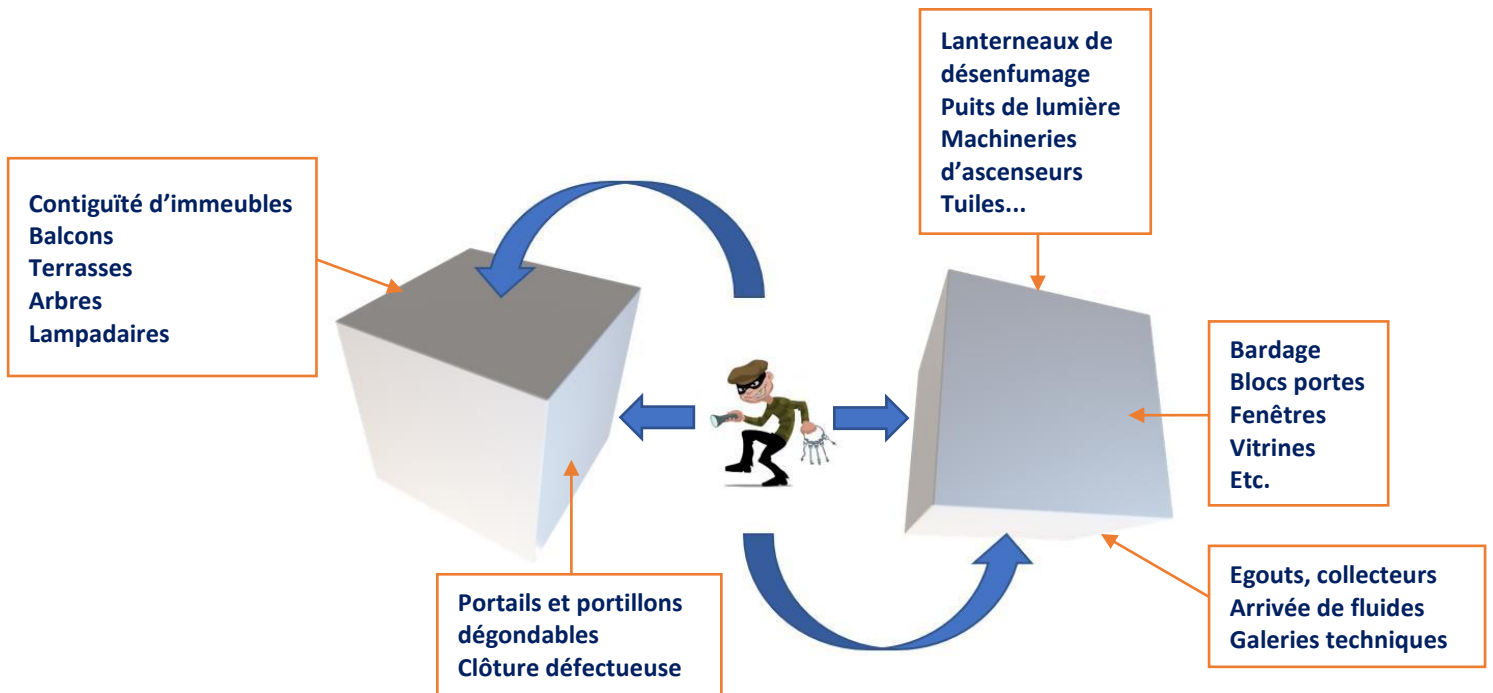 Lanterneaux de
désenfumage
Puits de lumière
Machineries
d’ascenseurs
Tuiles...
Contiguïté d’immeubles
Balcons
Terrasses
Arbres
Lampadaires
Bardage
Blocs portes
Fenêtres
Vitrines
Etc.
Portails et portillons
dégondables
Clôture défectueuse
Egouts, collecteurs
Arrivée de fluides
Galeries techniques